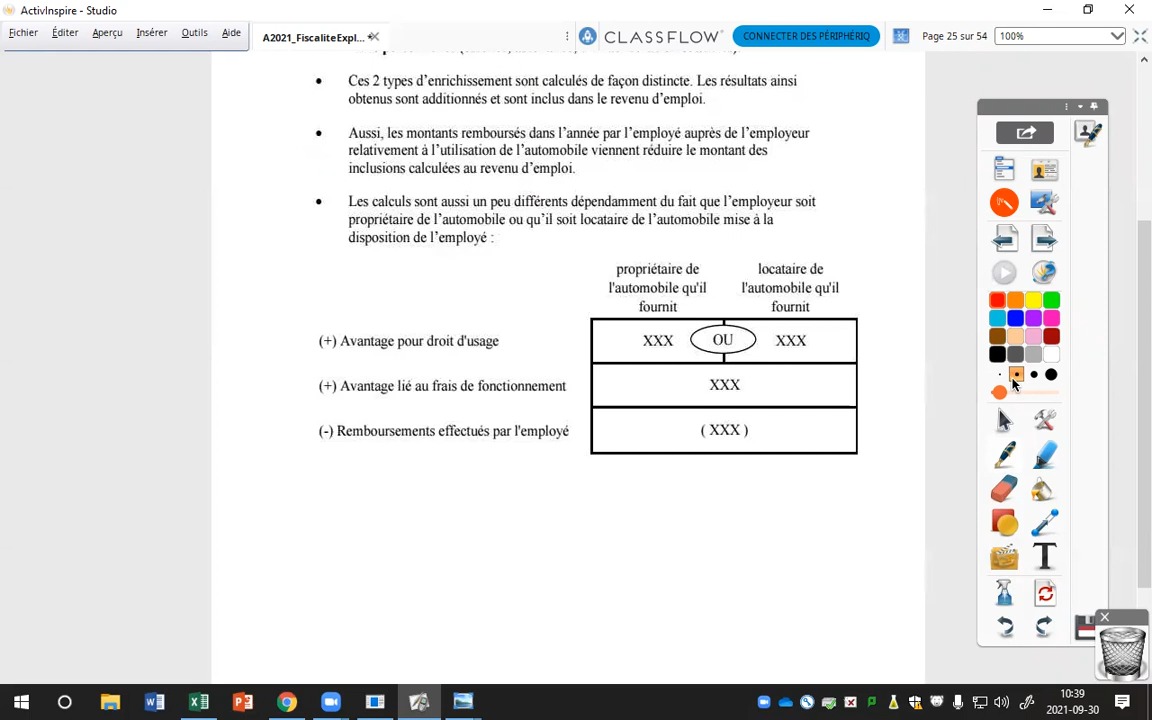 ActivInspire - Studio
Fichier Éditer Aperçu Insérer Outils Aide
A2021_FiscaliteExpl...
CLASSFLOW
CONNECTER DES PÉRIPHÉRIQ
Page 25 sur 54
100%
• Ces 2 types d'enrichissement sont calculés de façon distincte. Les résultats ainsi
obtenus sont additionnés et sont inclus dans le revenu d'emploi.
• Aussi, les montants remboursés dans l'année par l'employé auprès de l'employeur
relativement à l'utilisation de l'automobile viennent réduire le montant des
inclusions calculées au revenu d'emploi.
• Les calculs sont aussi un peu différents dépendamment du fait que l'employeur soit
propriétaire de l'automobile ou qu'il soit locataire de l'automobile mise à la
disposition de l'employé :
propriétaire de
l'automobile qu'il
fournit
locataire de
l'automobile qu'il
fournit
(+) Avantage pour droit d'usage XXX OU XXX
(+) Avantage lié au frais de fonctionnement XXX
(-) Remboursements effectués par l'employé ( XXX )
10:39
2021-09-30